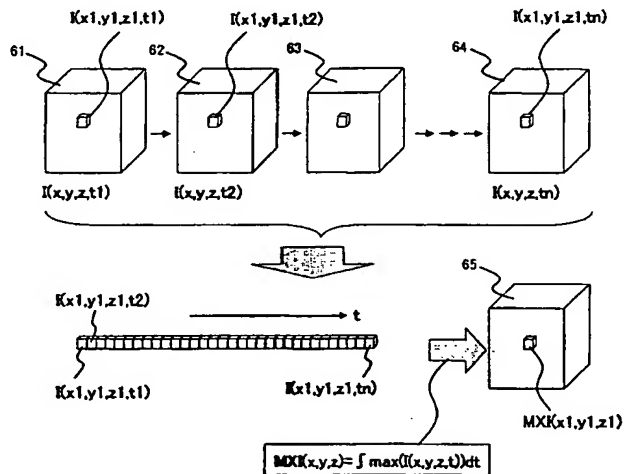 I(x1,y1,z1,t1)
I(x1,y1,z1,t2)
I(x1,y1,z1,tn)
61
62
63
64
I(x,y,z,t1)
I(x,y,z,t2)
I(x,y,z,tn)
I(x1,y1,z1,t2)
t
I(x1,y1,z1,t1)
I(x1,y1,z1,tn)
65
MXI(x1,y1,z1)
MXI(x,y,z)=∫ max(I(x,y,z,t))dt